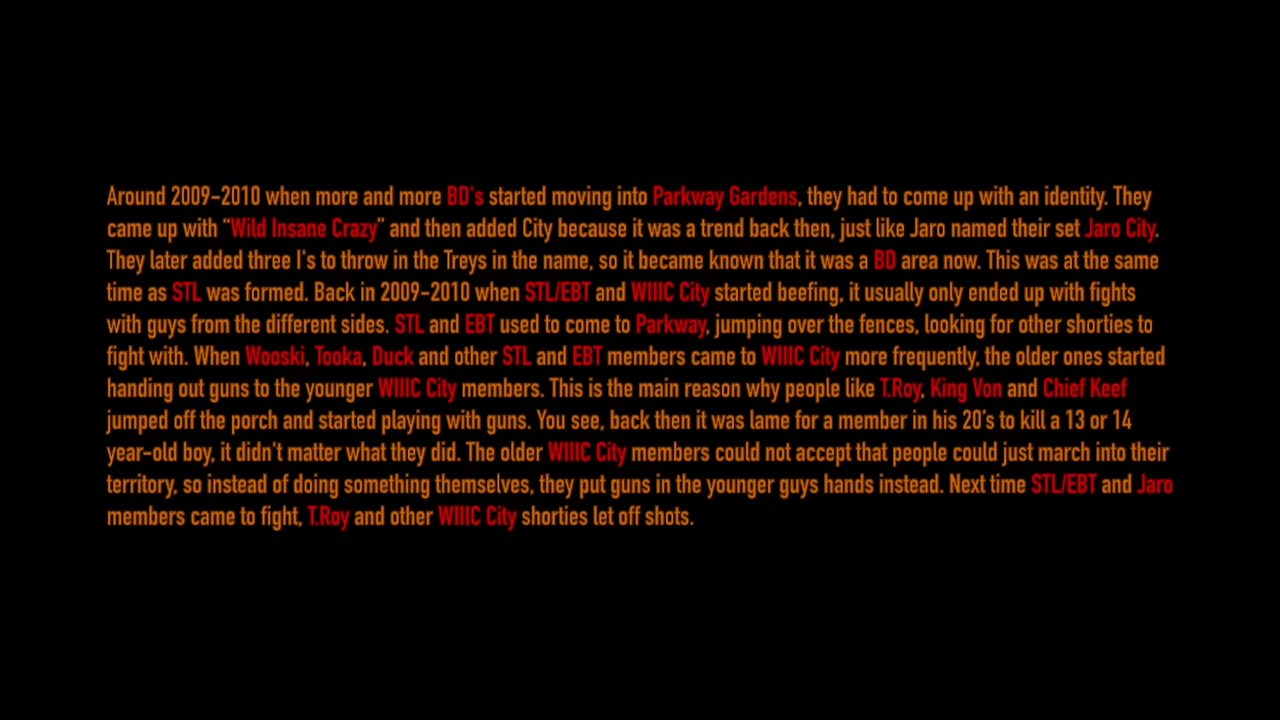 Around 2009-2010 when more and more BD's started moving into Parkway Gardens, they had to come up with an identity. They
came up with “Wild Insane Crazy” and then added City because it was a trend back then, just like Jaro named their set Jaro City.
They later added three I's to throw in the Treys in the name, so it became known that it was a BD area now. This was at the same
time as STL was formed. Back in 2009-2010 when STL/EBT and WIIIC City started beefing, it usually only ended up with fights
with guys from the different sides. STL and EBT used to come to Parkway, jumping over the fences, looking for other shorties to
fight with. When Wooski, Tooka, Duck and other STL and EBT members came to WIIIC City more frequently, the older ones started
handing out guns to the younger WIIIC City members. This is the main reason why people like T.Roy, King Von and Chief Keef
jumped off the porch and started playing with guns. You see, back then it was lame for a member in his 20's to kill a 13 or 14
year-old boy, it didn't matter what they did. The older WIIIC City members could not accept that people could just march into their
territory, so instead of doing something themselves, they put guns in the younger guys hands instead. Next time STL/EBT and Jaro
members came to fight, T.Roy and other WIIIC City shorties let off shots.